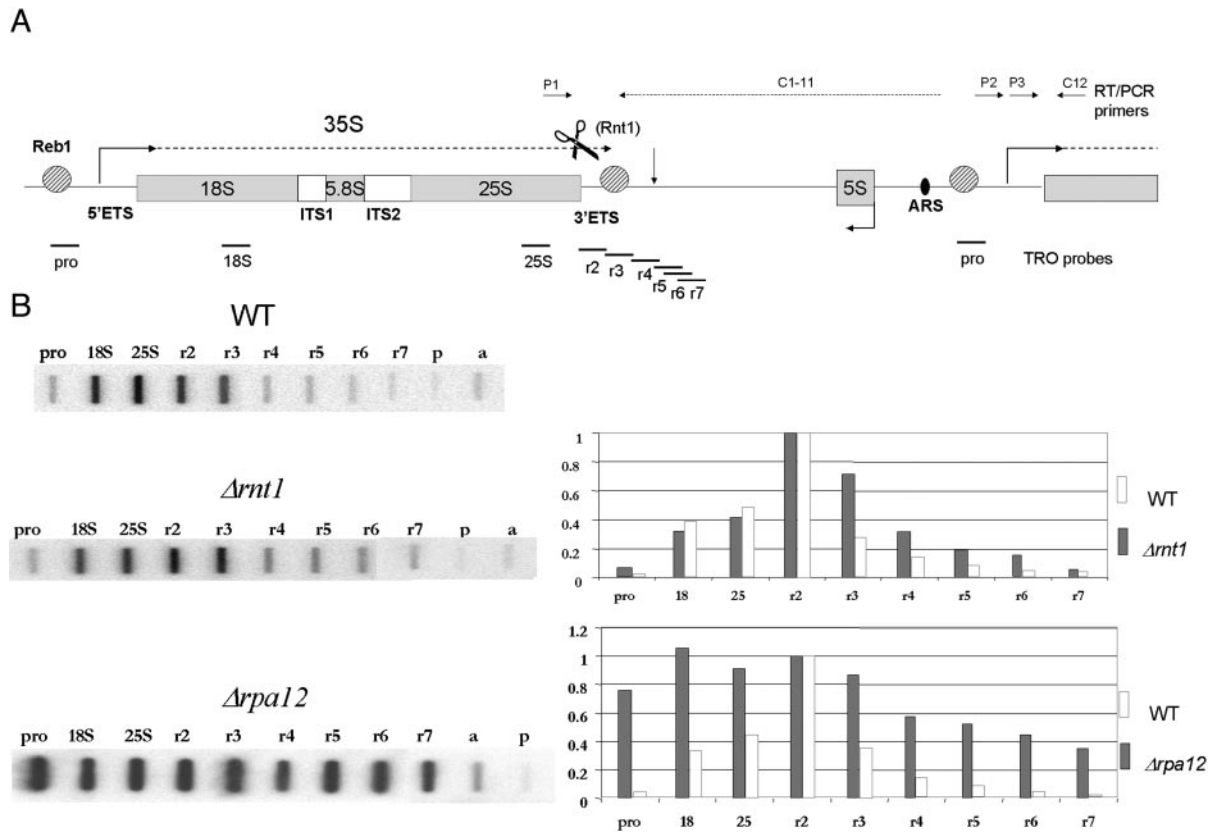 A
P1 C1-11 P2 P3 C12 RT/PCR primers
35S (Rnt1)
Reb1
18S 5.8S 25S 5S
5'ETS ITS1 ITS2 3'ETS ARS
pro 18S 25S r2 r3 r4 r5 r6 r7 pro TRO probes
B
WT
pro 18S 25S r2 r3 r4 r5 r6 r7 p a
Δrnt1
pro 18S 25S r2 r3 r4 r5 r6 r7 p a
1
0.8
0.6
0.4
0.2
0
pro 18 25 r2 r3 r4 r5 r6 r7
WT
Δrnt1
Δrpa12
pro 18S 25S r2 r3 r4 r5 r6 r7 a p
1.2
1
0.8
0.6
0.4
0.2
0
pro 18 25 r2 r3 r4 r5 r6 r7
WT
Δrpa12